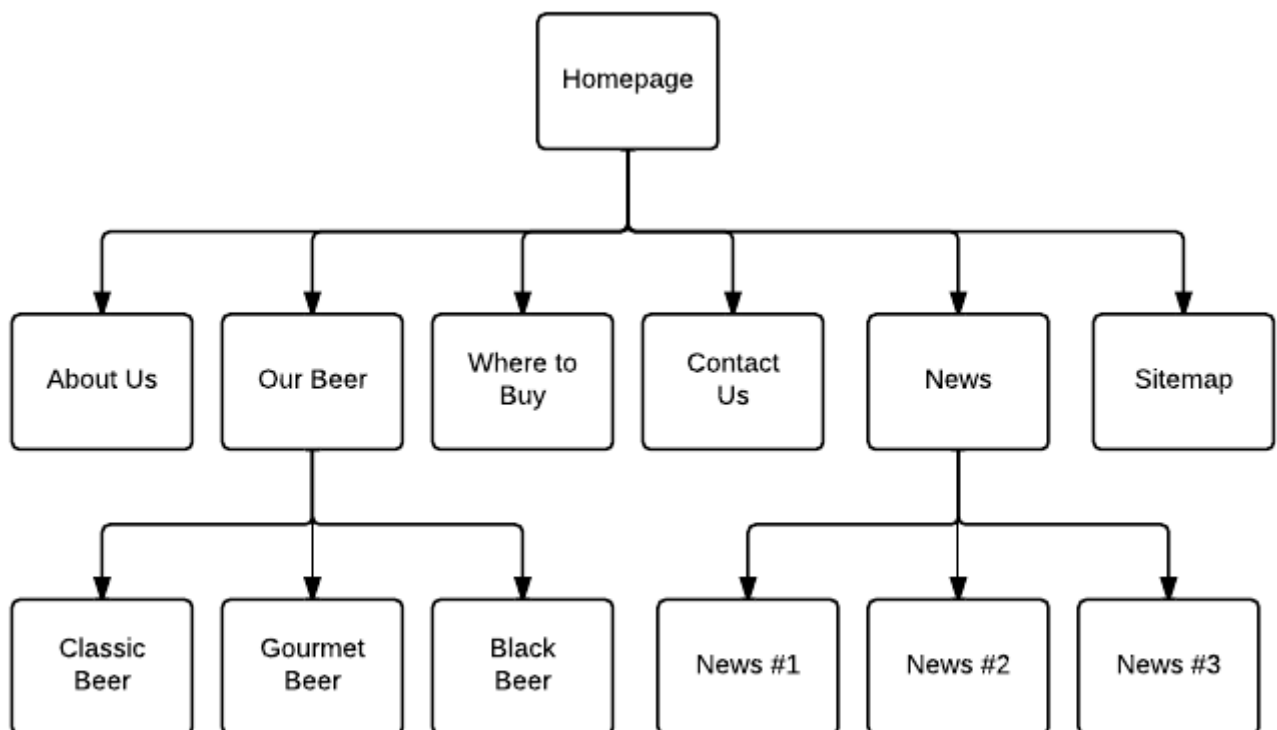 Homepage
About Us
Our Beer
Where to
Buy
Contact
Us
News
Sitemap
Classic
Beer
Gourmet
Beer
Black
Beer
News #1
News #2
News #3